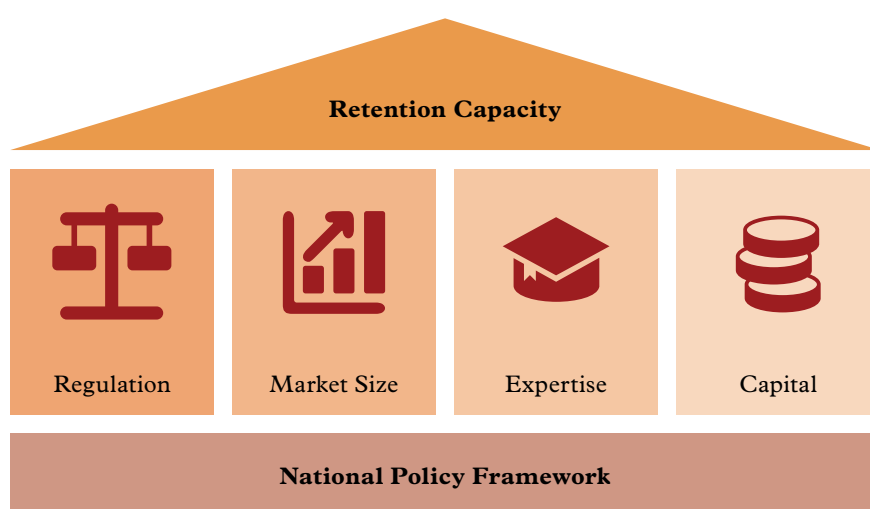 Retention Capacity
Regulation
Market Size
Expertise
Capital
National Policy Framework